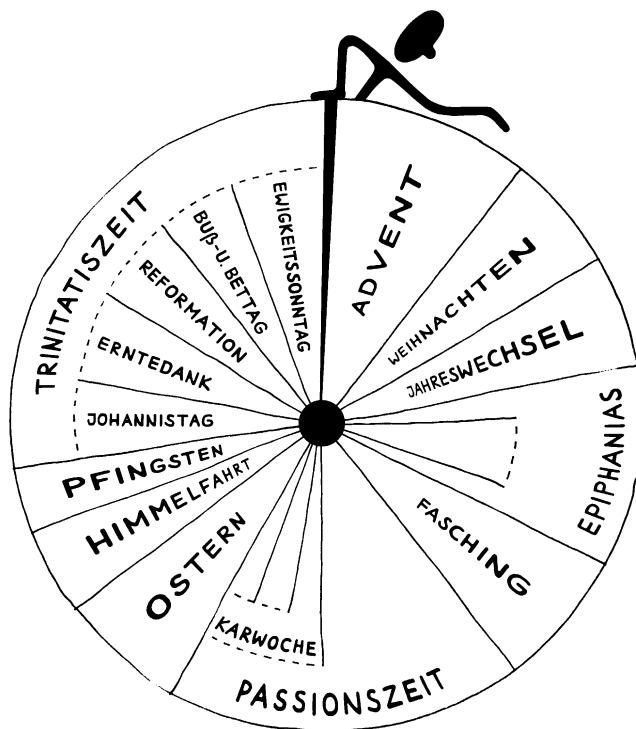 ADVENT
WEIHNACHTEN
JAHRESWECHSEL
EPIPHANIAS
FASCHING
PASSIONSZEIT
KARWOCHE
OSTERN
HIMMELFAHRT
PFINGSTEN
TRINITATISZEIT
JOHANNISTAG
ERNTEDANK
REFORMATION
BUß-U. BETTAG
EWIGKEITSSONNTAG